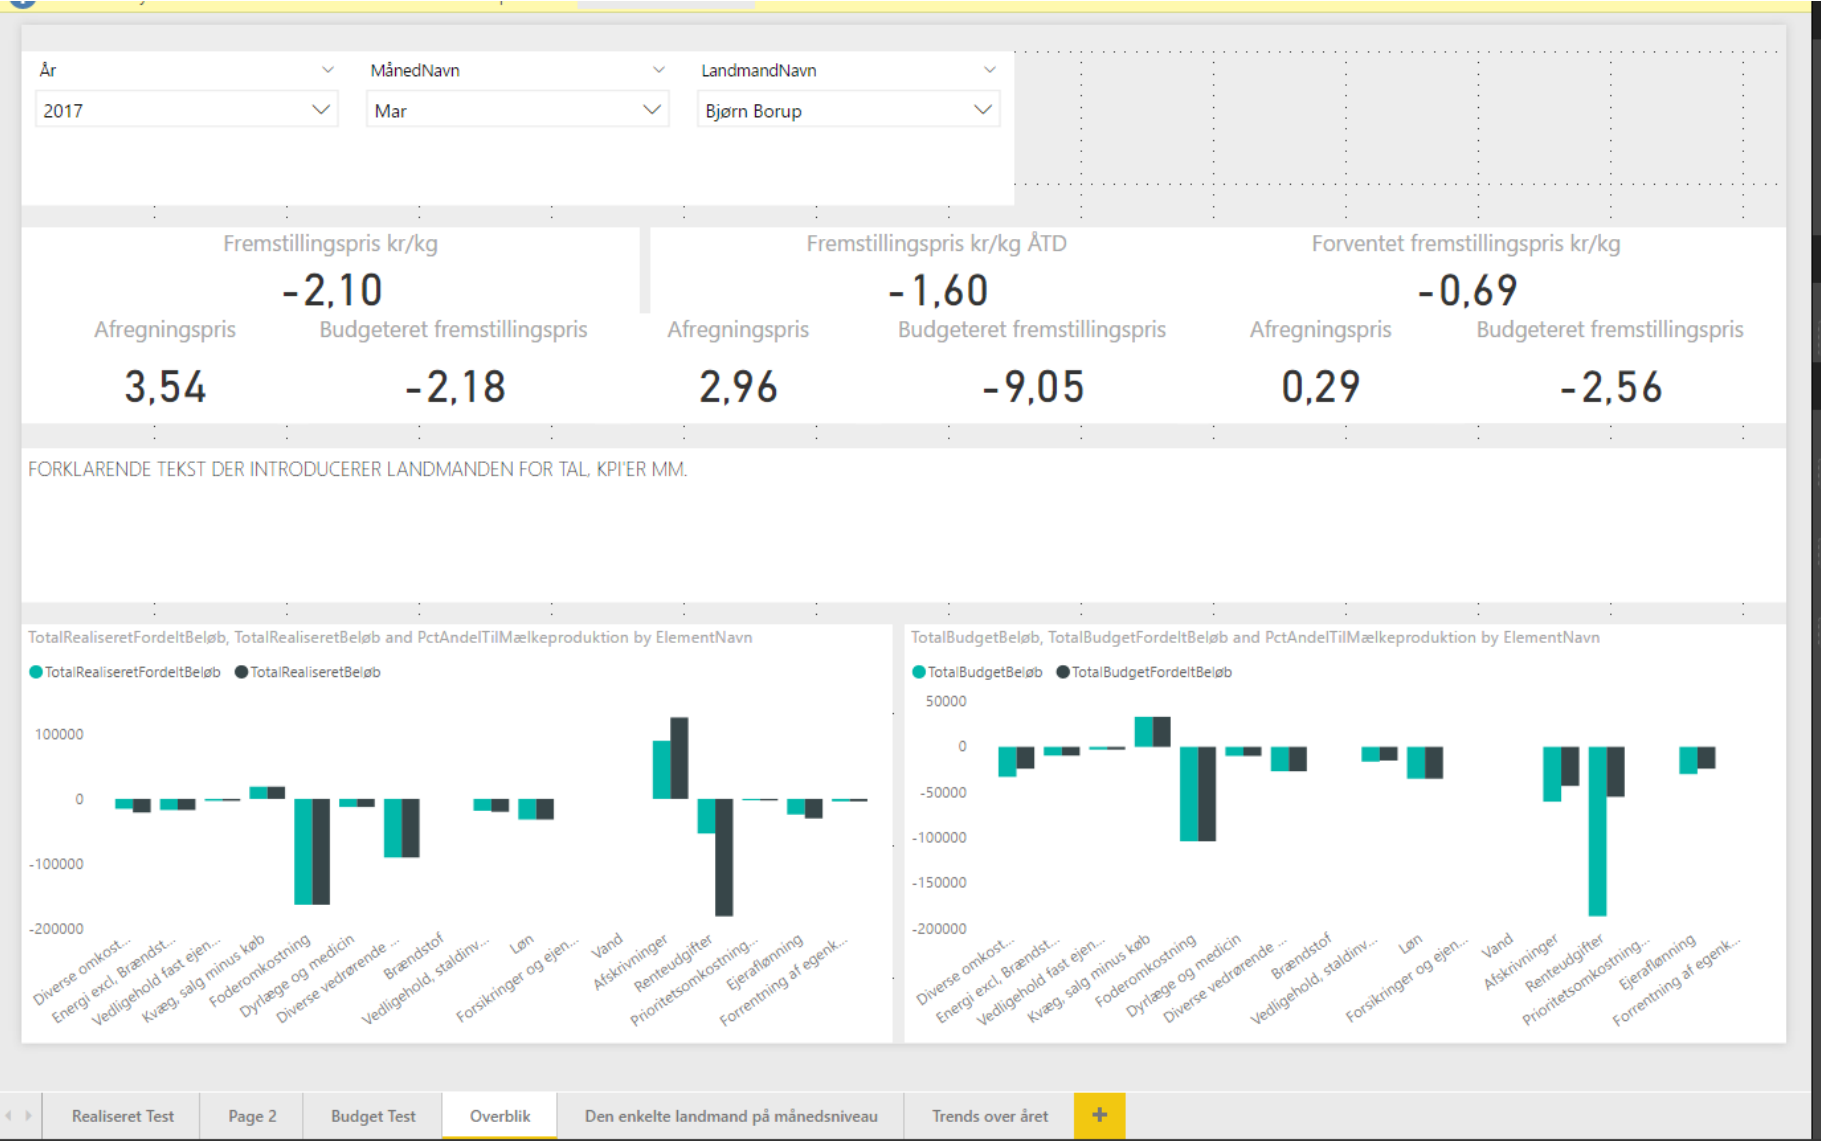 År MånedNavn LandmandNavn
2017 Mar Bjørn Borup
Fremstillingspris kr/kg Fremstillingspris kr/kg ÅTD Forventet fremstillingspris kr/kg
-2,10 -1,60 -0,69
Afregningspris Budgeteret fremstillingspris Afregningspris Budgeteret fremstillingspris Afregningspris Budgeteret fremstillingspris
3,54 -2,18 2,96 -9,05 0,29 -2,56
FORKLARENDE TEKST DER INTRODUCERER LANDMANDEN FOR TAL, KPI'ER MM.
TotalRealiseretFordeltBeløb, TotalRealiseretBeløb and PctAndelTilMælkeproduktion by ElementNavn
TotalRealiseretFordeltBeløb TotalRealiseretBeløb
100000
0
-100000
-200000
Diverse omkost...
Energi excl, Brændst...
Vedligehold fast ejen...
Kvæg, salg minus køb
Foderomkostning
Dyrlæge og medicin
Diverse vedrørende ...
Brændstof
Vedligehold, staldinv...
Løn
Forsikringer og ejen...
Vand
Afskrivninger
Renteudgifter
Prioritetsomkostning...
Ejeraflønning
Forrentning af egenk...
TotalBudgetBeløb, TotalBudgetFordeltBeløb and PctAndelTilMælkeproduktion by ElementNavn
TotalBudgetBeløb TotalBudgetFordeltBeløb
50000
0
-50000
-100000
-150000
-200000
Diverse omkost...
Energi excl, Brændst...
Vedligehold fast ejen...
Kvæg, salg minus køb
Foderomkostning
Dyrlæge og medicin
Diverse vedrørende ...
Brændstof
Vedligehold, staldinv...
Løn
Forsikringer og ejen...
Vand
Afskrivninger
Renteudgifter
Prioritetsomkostning...
Ejeraflønning
Forrentning af egenk...
Realiseret Test Page 2 Budget Test Overblik Den enkelte landmand på månedsniveau Trends over året +